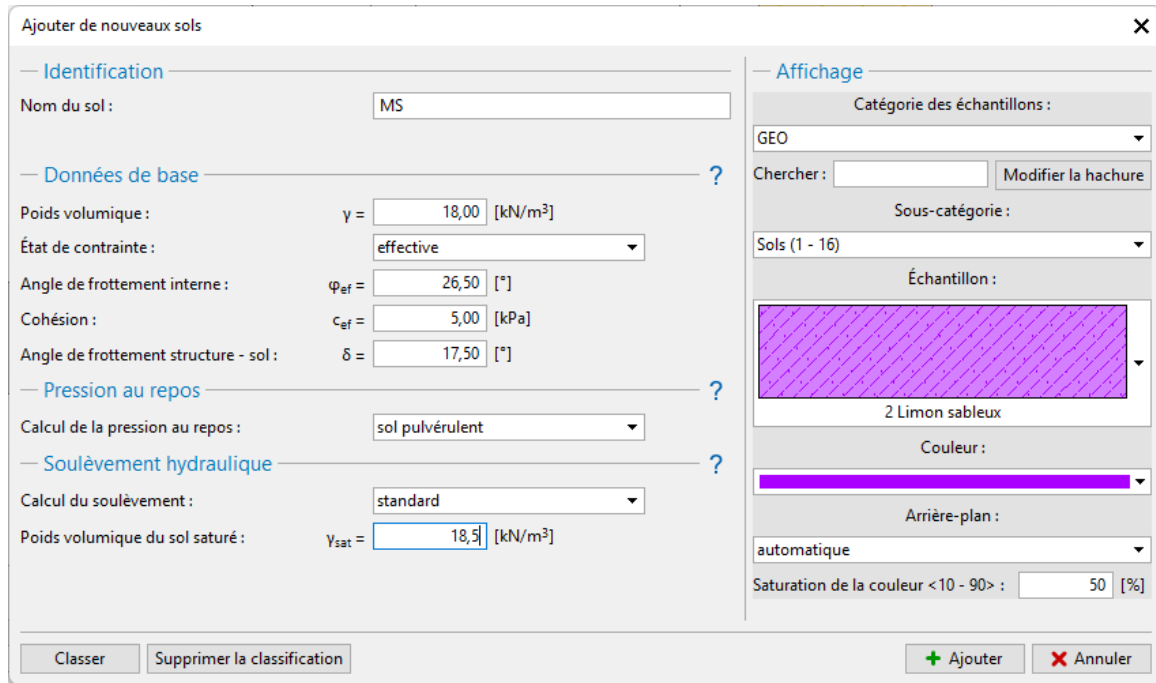 Ajouter de nouveaux sols
Identification
Nom du sol : MS
Données de base ?
Poids volumique : γ = 18,00 [kN/m³]
État de contrainte : effective
Angle de frottement interne : φef = 26,50 [°]
Cohésion : cef = 5,00 [kPa]
Angle de frottement structure - sol : δ = 17,50 [°]
Pression au repos ?
Calcul de la pression au repos : sol pulvérulent
Soulèvement hydraulique ?
Calcul du soulèvement : standard
Poids volumique du sol saturé : γsat = 18,5 [kN/m³]
Affichage
Catégorie des échantillons :
GEO
Chercher : Modifier la hachure
Sous-catégorie :
Sols (1 - 16)
Échantillon :
2 Limon sableux
Couleur :
Arrière-plan :
automatique
Saturation de la couleur <10 - 90> : 50 [%]
Classer Supprimer la classification Ajouter Annuler